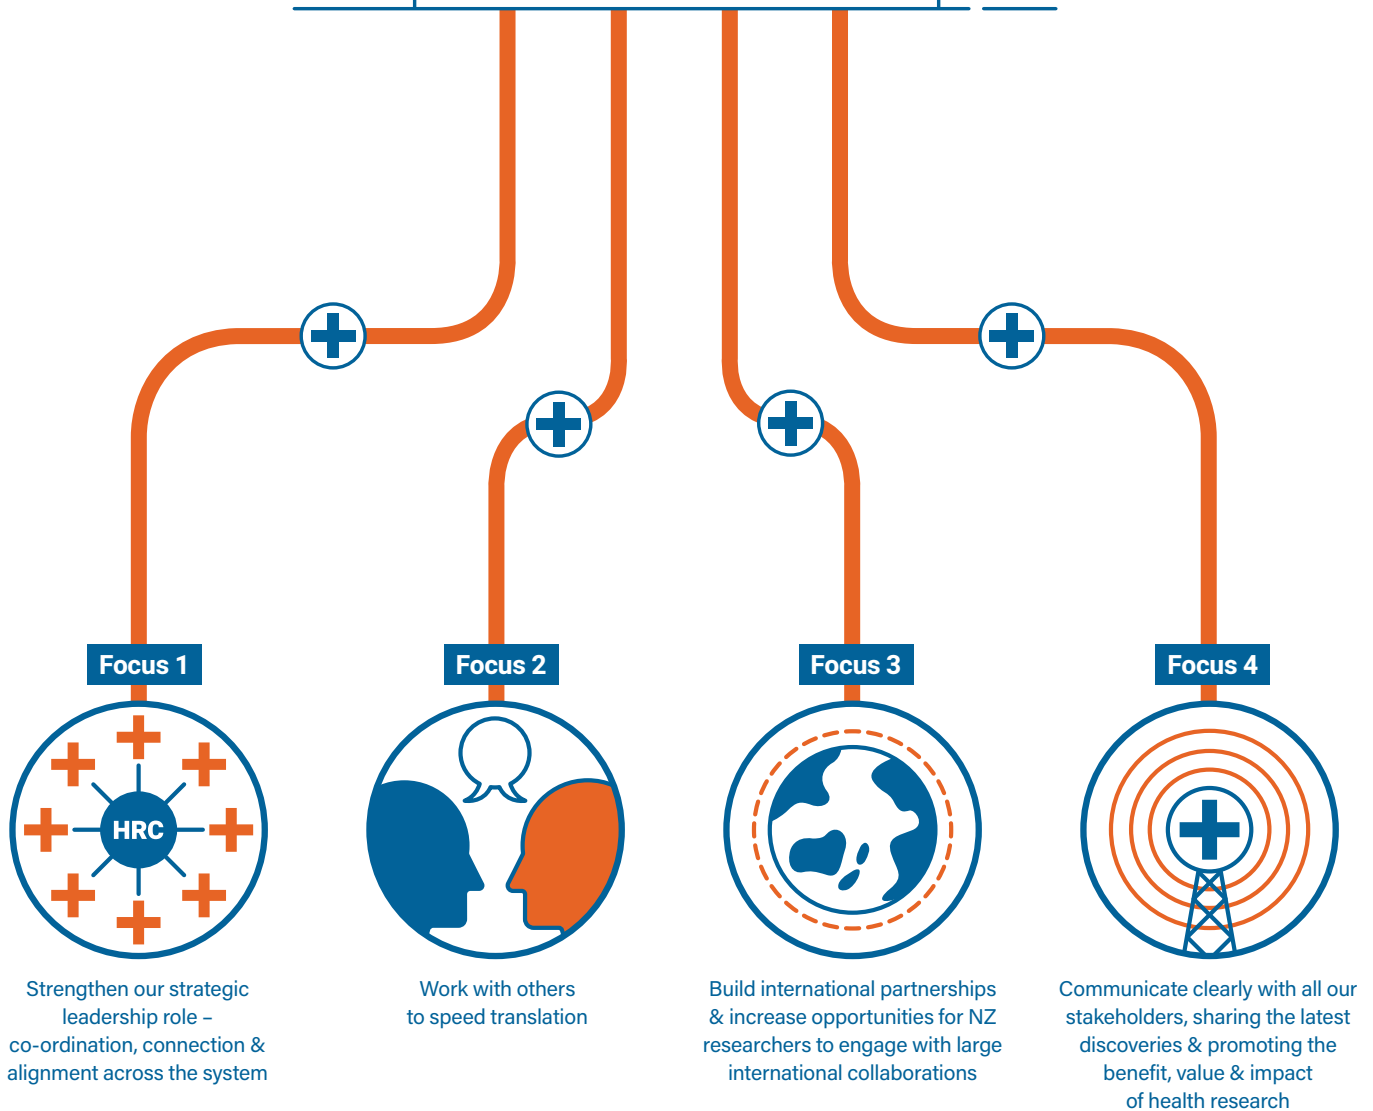 Focus 1
HRC
Strengthen our strategic
leadership role –
co-ordination, connection &
alignment across the system
Focus 2
Work with others
to speed translation
Focus 3
Build international partnerships
& increase opportunities for NZ
researchers to engage with large
international collaborations
Focus 4
Communicate clearly with all our
stakeholders, sharing the latest
discoveries & promoting the
benefit, value & impact
of health research